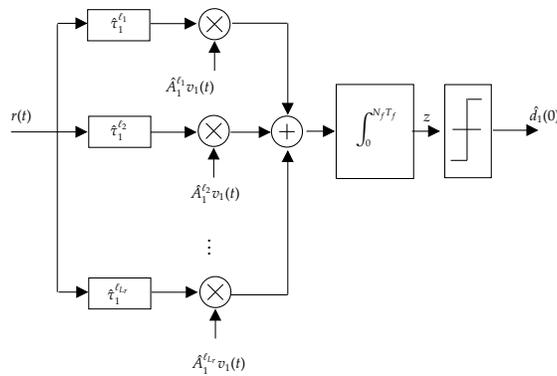 τ̂₁^{ℓ₁}
Â₁^{ℓ₁}v₁(t)
r(t)
τ̂₁^{ℓ₂}
+
∫₀^{N_f T_f}
z
d̂₁(0)
Â₁^{ℓ₂}v₁(t)
⋮
τ̂₁^{ℓ_{L_r}}
Â₁^{ℓ_{L_r}}v₁(t)